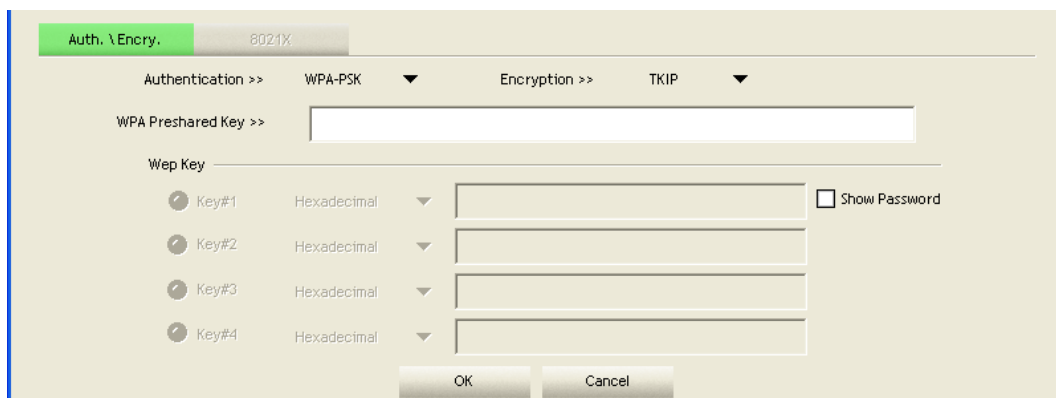 Auth. \ Encry. 8021X
Authentication >> WPA-PSK Encryption >> TKIP
WPA Preshared Key >>
Wep Key
Key#1 Hexadecimal Show Password
Key#2 Hexadecimal
Key#3 Hexadecimal
Key#4 Hexadecimal
OK Cancel